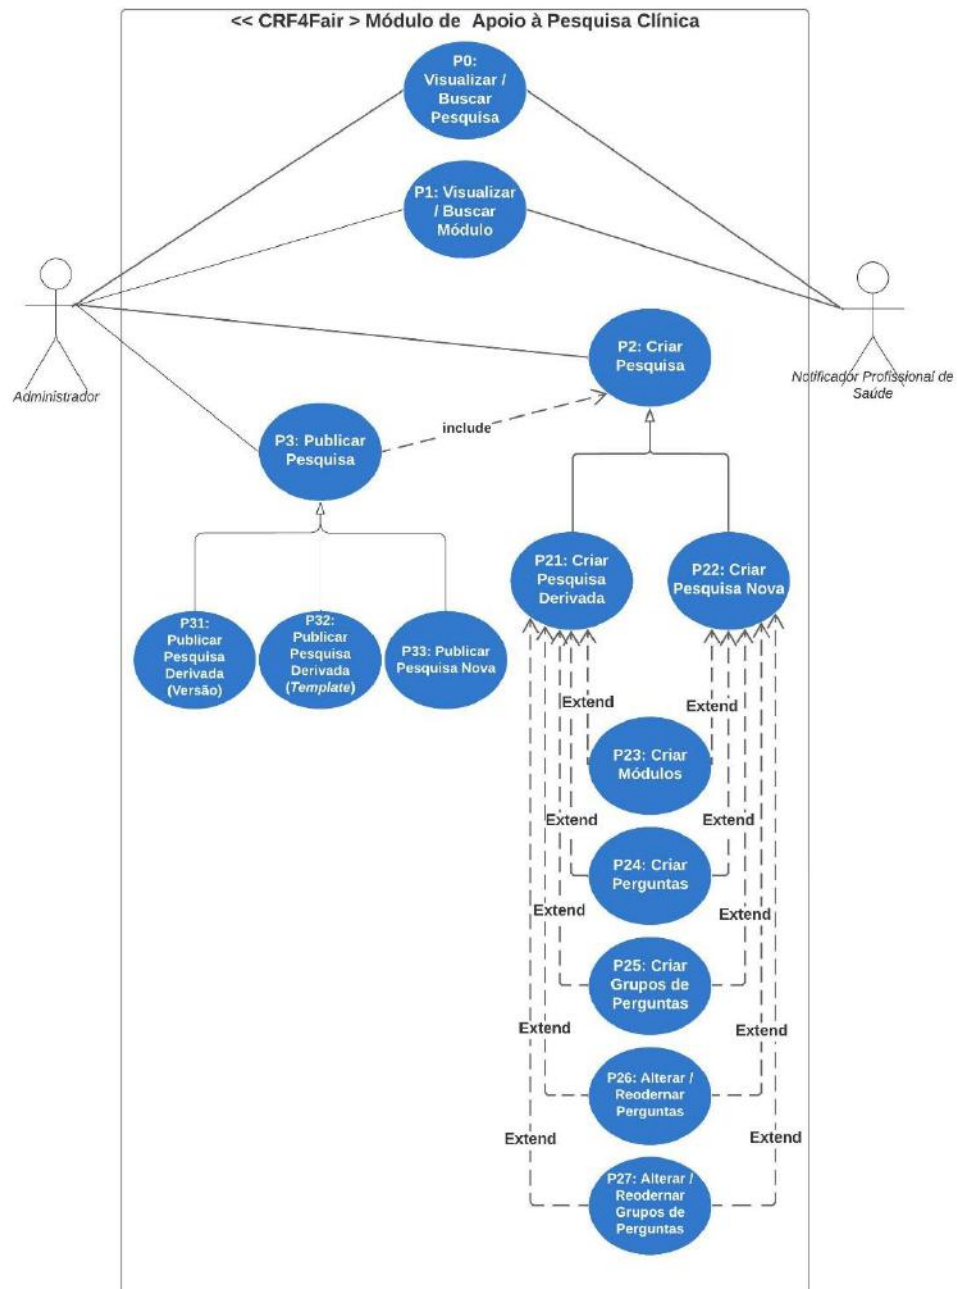 << CRF4Fair > Módulo de Apoio à Pesquisa Clínica
P0:
Visualizar /
Buscar
Pesquisa
P1: Visualizar
/ Buscar
Módulo
Administrador
Notificador Profissional de
Saúde
P2: Criar
Pesquisa
include
P3: Publicar
Pesquisa
P21: Criar
Pesquisa
Derivada
P22: Criar
Pesquisa Nova
P31:
Publicar
Pesquisa
Derivada
(Versão)
P32:
Publicar
Pesquisa
Derivada
(Template)
P33: Publicar
Pesquisa Nova
Extend
Extend
P23: Criar
Módulos
Extend
Extend
P24: Criar
Perguntas
Extend
Extend
P25: Criar
Grupos de
Perguntas
Extend
Extend
P26: Alterar /
Reodernar
Perguntas
Extend
Extend
P27: Alterar /
Reodernar
Grupos de
Perguntas